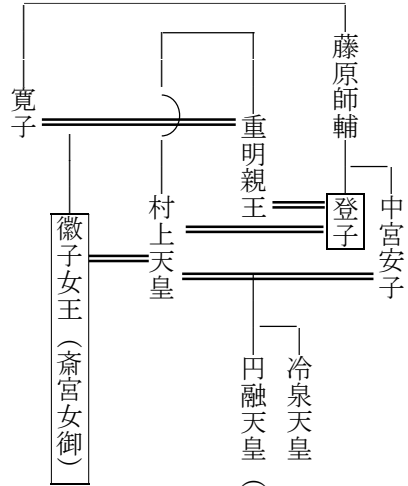 藤原師輔
中宮安子
登子
重明親王
寛子
村上天皇
徽子女王（斎宮女御）
冷泉天皇
円融天皇（